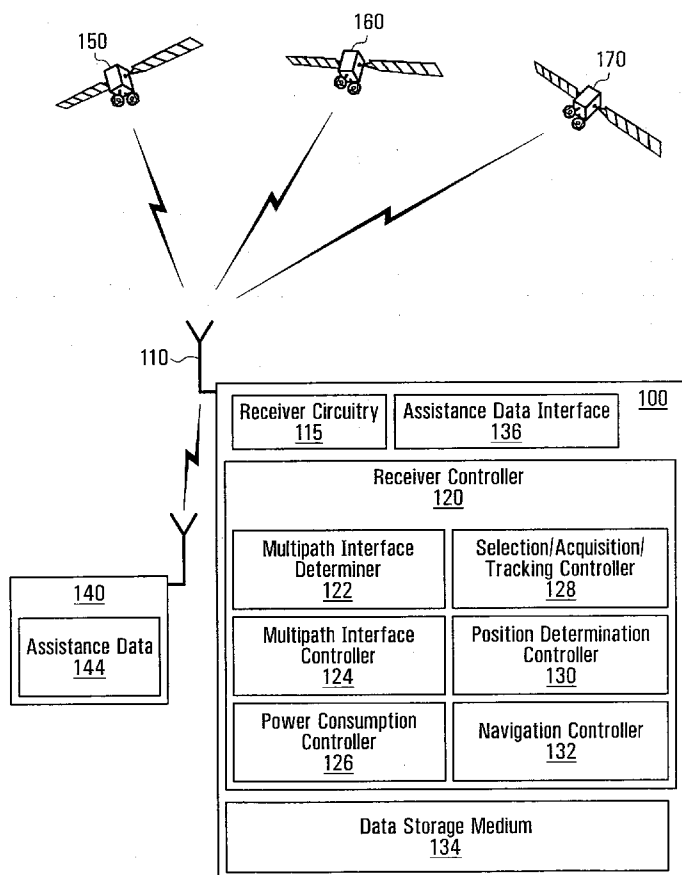 150
160
170
110
100
Receiver Circuitry
115
Assistance Data Interface
136
Receiver Controller
120
Multipath Interface
Determiner
122
Selection/Acquisition/
Tracking Controller
128
140
Assistance Data
144
Multipath Interface
Controller
124
Position Determination
Controller
130
Power Consumption
Controller
126
Navigation Controller
132
Data Storage Medium
134